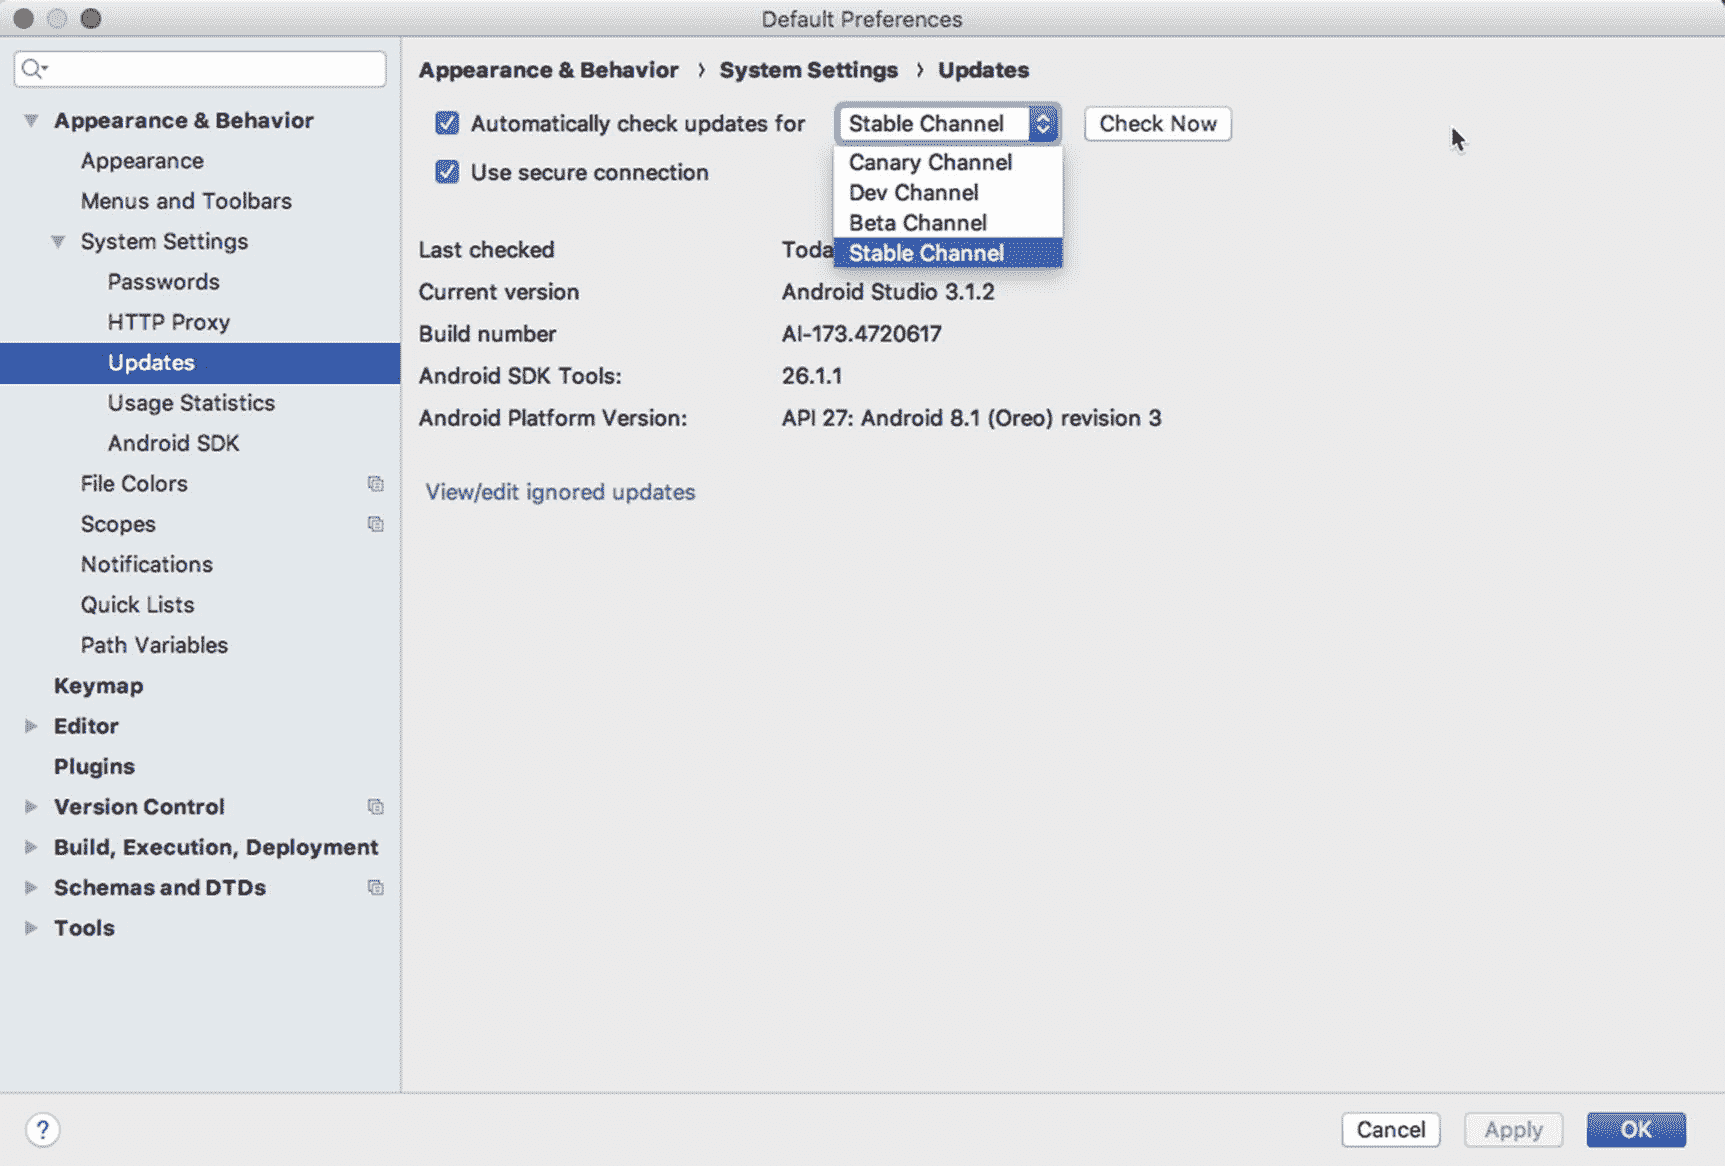 Default Preferences
Appearance & Behavior
Appearance
Menus and Toolbars
System Settings
Passwords
HTTP Proxy
Updates
Usage Statistics
Android SDK
File Colors
Scopes
Notifications
Quick Lists
Path Variables
Keymap
Editor
Plugins
Version Control
Build, Execution, Deployment
Schemas and DTDs
Tools
Appearance & Behavior › System Settings › Updates
Automatically check updates for Stable Channel Check Now
Canary Channel
Dev Channel
Beta Channel
Stable Channel
Use secure connection
Last checked Toda
Current version Android Studio 3.1.2
Build number AI-173.4720617
Android SDK Tools: 26.1.1
Android Platform Version: API 27: Android 8.1 (Oreo) revision 3
View/edit ignored updates
? Cancel Apply OK